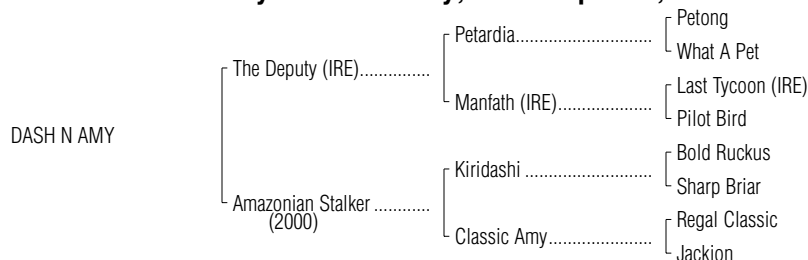 Petong
Petardia..........................
What A Pet
The Deputy (IRE)...............
Last Tycoon (IRE)
Manfath (IRE)..................
Pilot Bird
DASH N AMY
Bold Ruckus
Kiridashi ........................
Sharp Briar
Amazonian Stalker ............
(2000)
Regal Classic
Classic Amy....................
Jackion